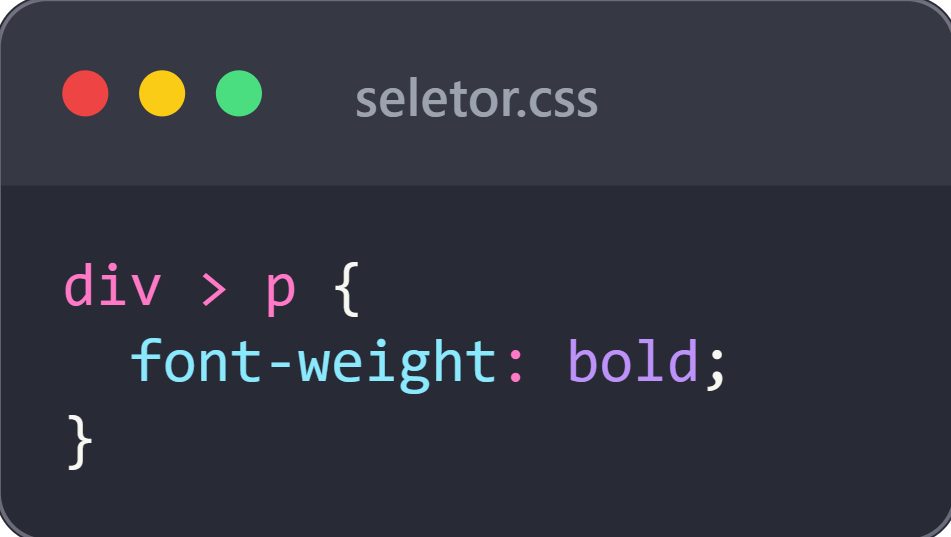 seletor.css
div > p {
  font-weight: bold;
}